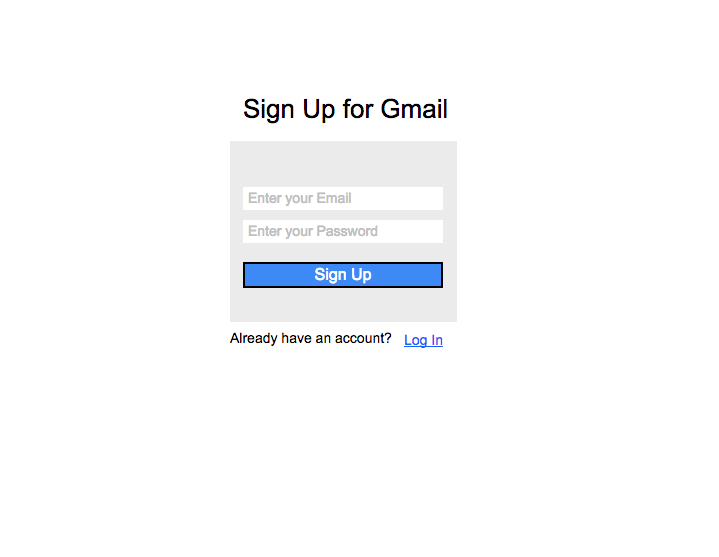 Sign Up for Gmail
Enter your Email
Enter your Password
Sign Up
Already have an account? Log In